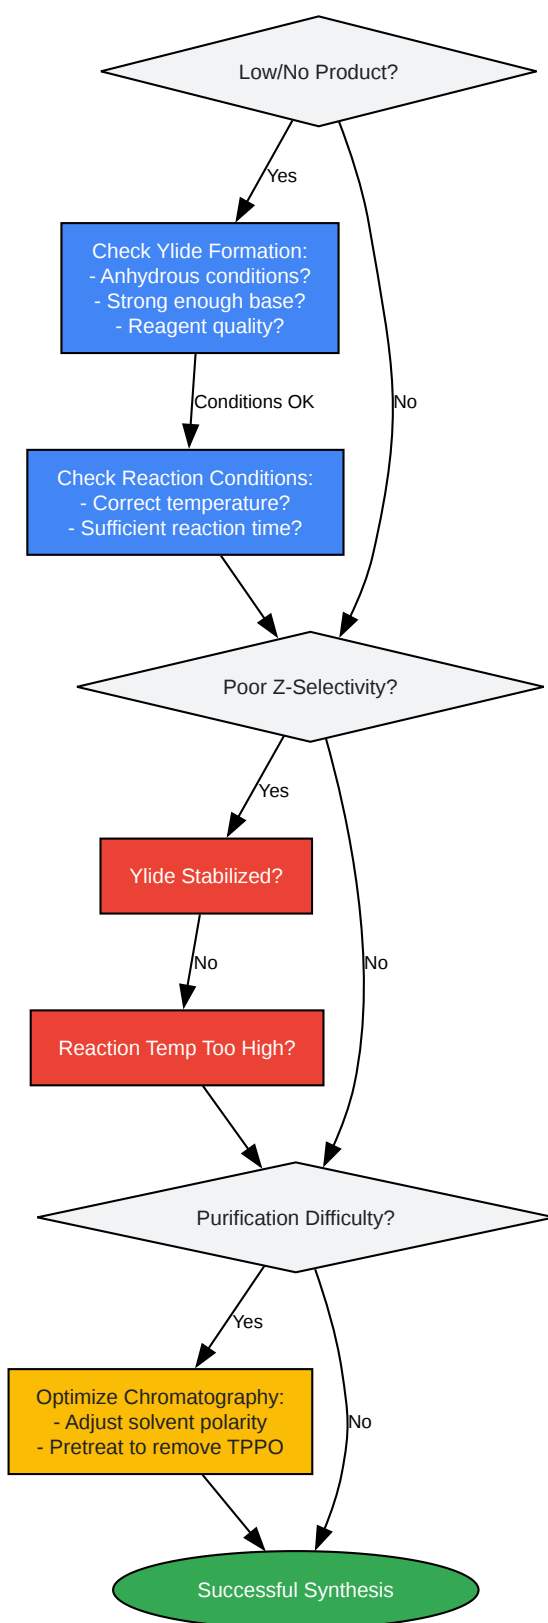 Low/No Product?
Yes
Check Ylide Formation:
- Anhydrous conditions?
- Strong enough base?
- Reagent quality?
Conditions OK
No
Check Reaction Conditions:
- Correct temperature?
- Sufficient reaction time?
Poor Z-Selectivity?
Yes
Ylide Stabilized?
No
No
Reaction Temp Too High?
Purification Difficulty?
Yes
Optimize Chromatography:
- Adjust solvent polarity
- Pretreat to remove TPPO
No
Successful Synthesis